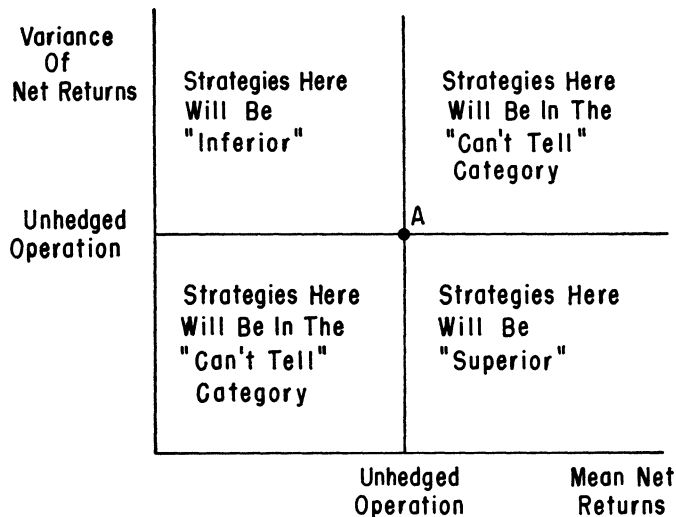 Variance
Of
Net Returns
Strategies Here
Will Be
"Inferior"
Strategies Here
Will Be In The
"Can't Tell"
Category
A
Unhedged
Operation
Strategies Here
Will Be In The
"Can't Tell"
Category
Strategies Here
Will Be
"Superior"
Unhedged
Operation
Mean Net
Returns